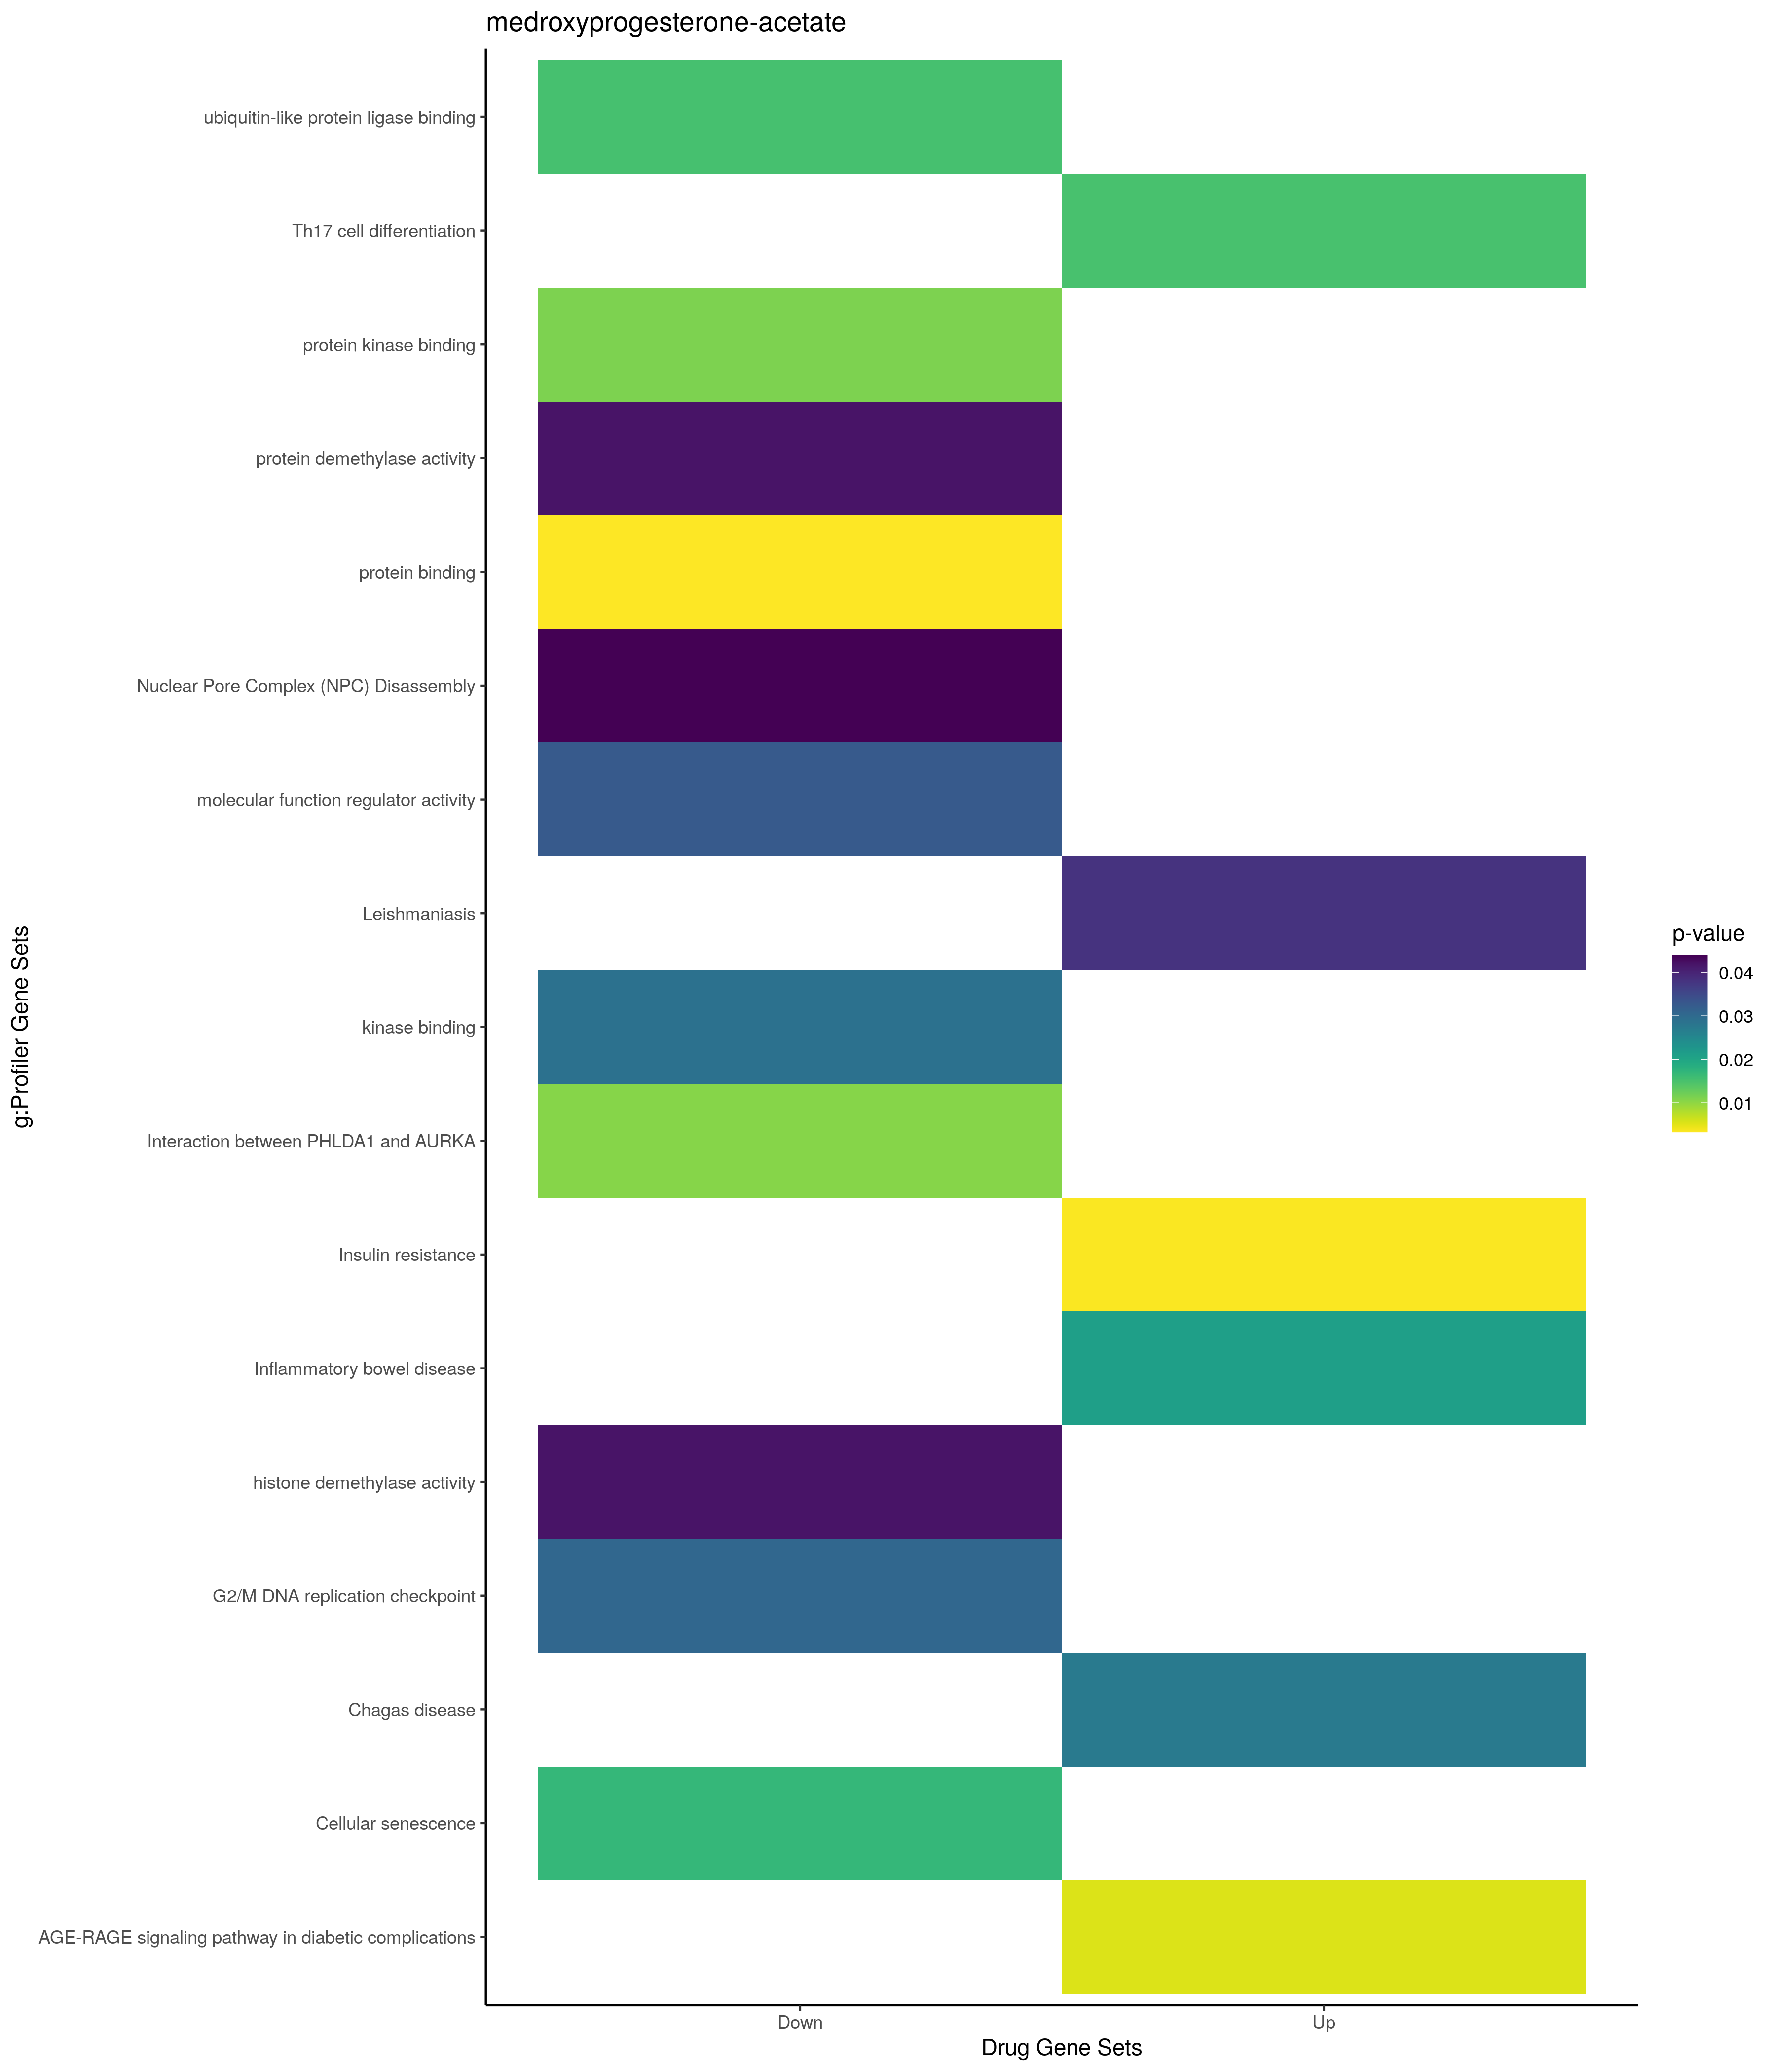 medroxyprogesterone-acetate
ubiquitin-like protein ligase binding
Th17 cell differentiation
protein kinase binding
protein demethylase activity
protein binding
Nuclear Pore Complex (NPC) Disassembly
molecular function regulator activity
Leishmaniasis
kinase binding
Interaction between PHLDA1 and AURKA
Insulin resistance
Inflammatory bowel disease
histone demethylase activity
G2/M DNA replication checkpoint
Chagas disease
Cellular senescence
AGE-RAGE signaling pathway in diabetic complications
g:Profiler Gene Sets
Down Up
Drug Gene Sets
p-value
0.04
0.03
0.02
0.01